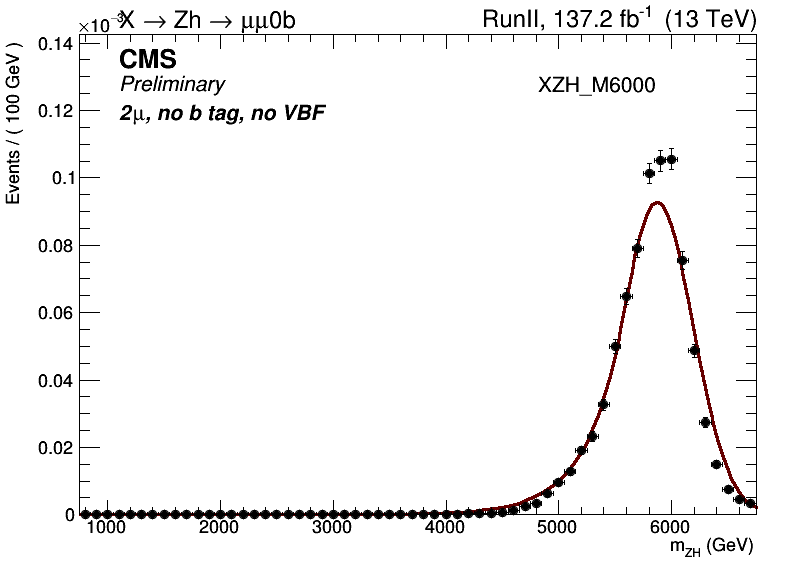 ×10⁻³ X → Zh → μμ0b RunII, 137.2 fb⁻¹ (13 TeV)
CMS
Preliminary
2μ, no b tag, no VBF
XZH_M6000
Events / ( 100 GeV )
0.14
0.12
0.1
0.08
0.06
0.04
0.02
0
1000 2000 3000 4000 5000 6000
m_ZH (GeV)